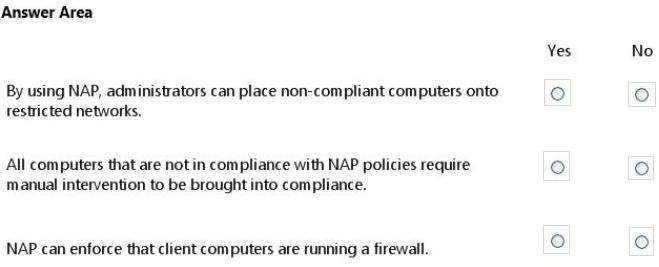 Answer Area
Yes No
By using NAP, administrators can place non-compliant computers onto
restricted networks.
All computers that are not in compliance with NAP policies require
manual intervention to be brought into compliance.
NAP can enforce that client computers are running a firewall.